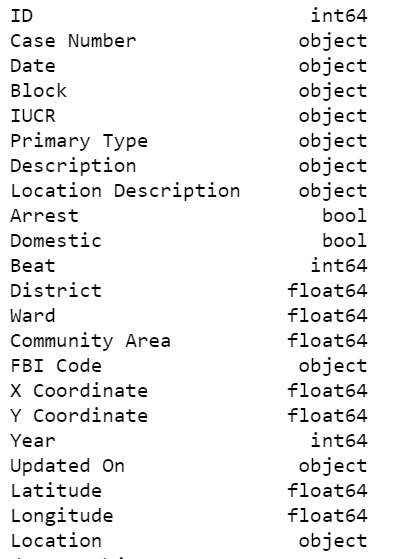 ID int64
Case Number object
Date object
Block object
IUCR object
Primary Type object
Description object
Location Description object
Arrest bool
Domestic bool
Beat int64
District float64
Ward float64
Community Area float64
FBI Code object
X Coordinate float64
Y Coordinate float64
Year int64
Updated On object
Latitude float64
Longitude float64
Location object